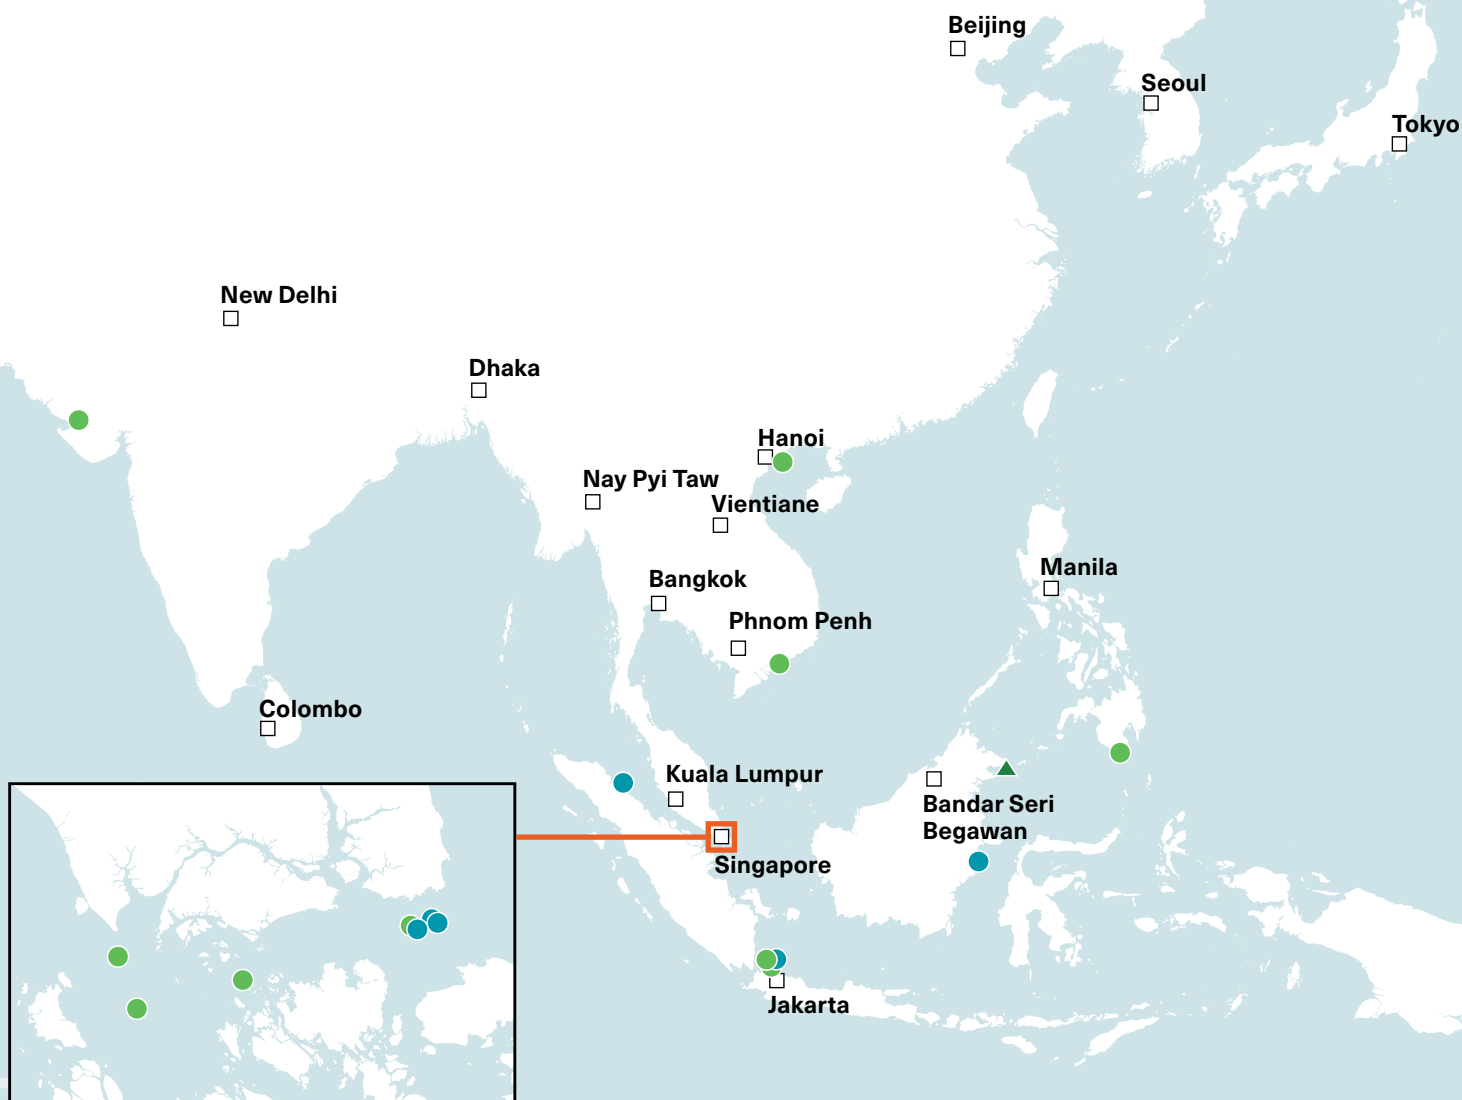 Beijing
Seoul
Tokyo
New Delhi
Dhaka
Hanoi
Nay Pyi Taw
Vientiane
Manila
Bangkok
Phnom Penh
Colombo
Kuala Lumpur
Bandar Seri
Begawan
Singapore
Jakarta